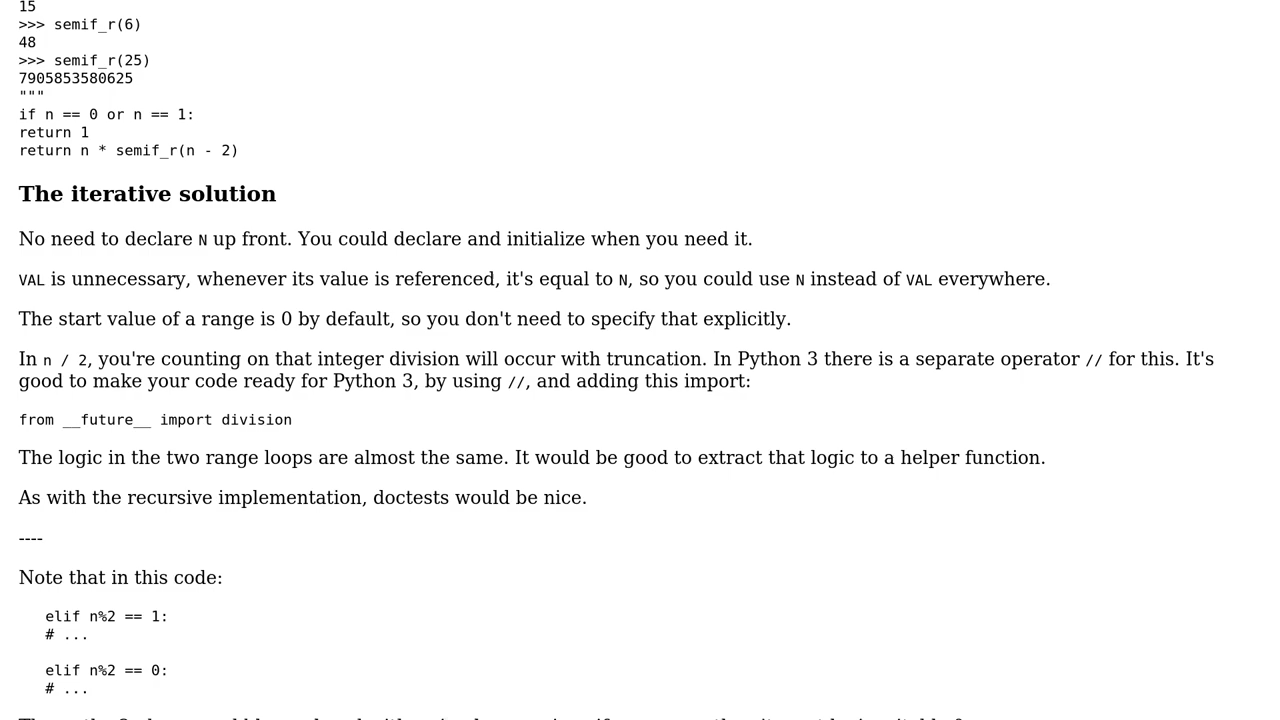 15
>>> semif_r(6)
48
>>> semif_r(25)
7905853580625
"""
if n == 0 or n == 1:
return 1
return n * semif_r(n - 2)
The iterative solution
No need to declare N up front. You could declare and initialize when you need it.
VAL is unnecessary, whenever its value is referenced, it's equal to N, so you could use N instead of VAL everywhere.
The start value of a range is 0 by default, so you don't need to specify that explicitly.
In n / 2, you're counting on that integer division will occur with truncation. In Python 3 there is a separate operator // for this. It's
good to make your code ready for Python 3, by using //, and adding this import:
from __future__ import division
The logic in the two range loops are almost the same. It would be good to extract that logic to a helper function.
As with the recursive implementation, doctests would be nice.
----
Note that in this code:
elif n%2 == 1:
# ...
elif n%2 == 0:
# ...